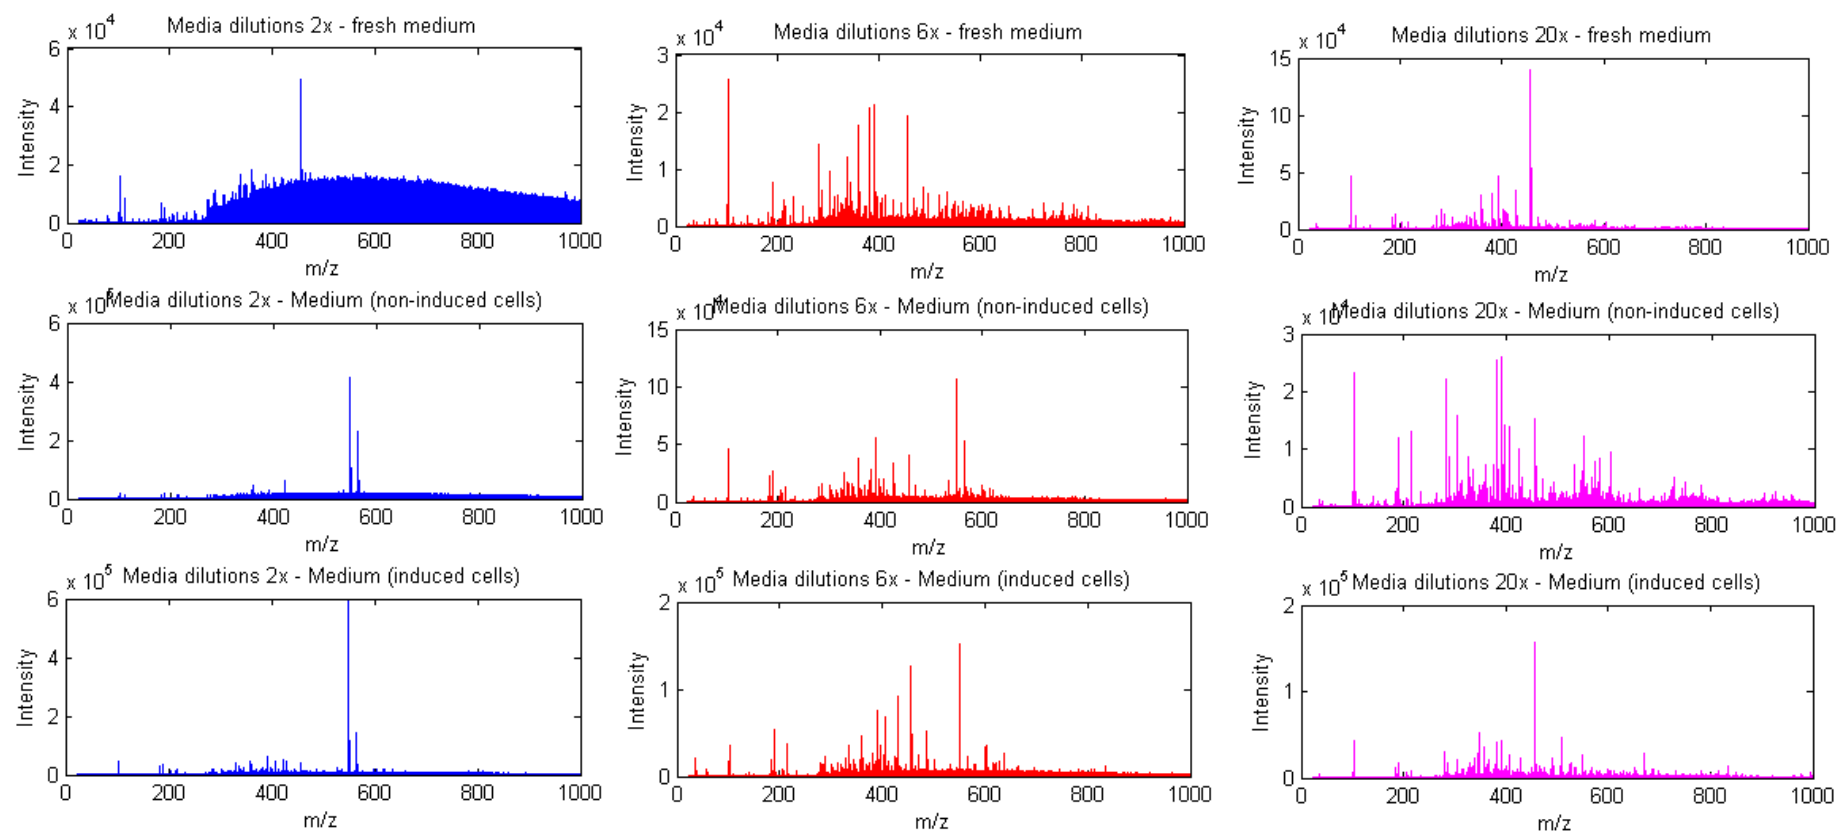 Media dilutions 2x - fresh medium
x 10^4
6
4
2
0
Intensity
0 200 400 600 800 1000
m/z
Media dilutions 6x - fresh medium
x 10^4
3
2
1
0
Intensity
0 200 400 600 800 1000
m/z
Media dilutions 20x - fresh medium
x 10^4
15
10
5
0
Intensity
0 200 400 600 800 1000
m/z
Media dilutions 2x - Medium (non-induced cells)
x 10^5
6
4
2
0
Intensity
0 200 400 600 800 1000
m/z
Media dilutions 6x - Medium (non-induced cells)
x 10^4
15
10
5
0
Intensity
0 200 400 600 800 1000
m/z
Media dilutions 20x - Medium (non-induced cells)
x 10^4
3
2
1
0
Intensity
0 200 400 600 800 1000
m/z
Media dilutions 2x - Medium (induced cells)
x 10^5
6
4
2
0
Intensity
0 200 400 600 800 1000
m/z
Media dilutions 6x - Medium (induced cells)
x 10^5
2
1
0
Intensity
0 200 400 600 800 1000
m/z
Media dilutions 20x - Medium (induced cells)
x 10^5
2
1
0
Intensity
0 200 400 600 800 1000
m/z